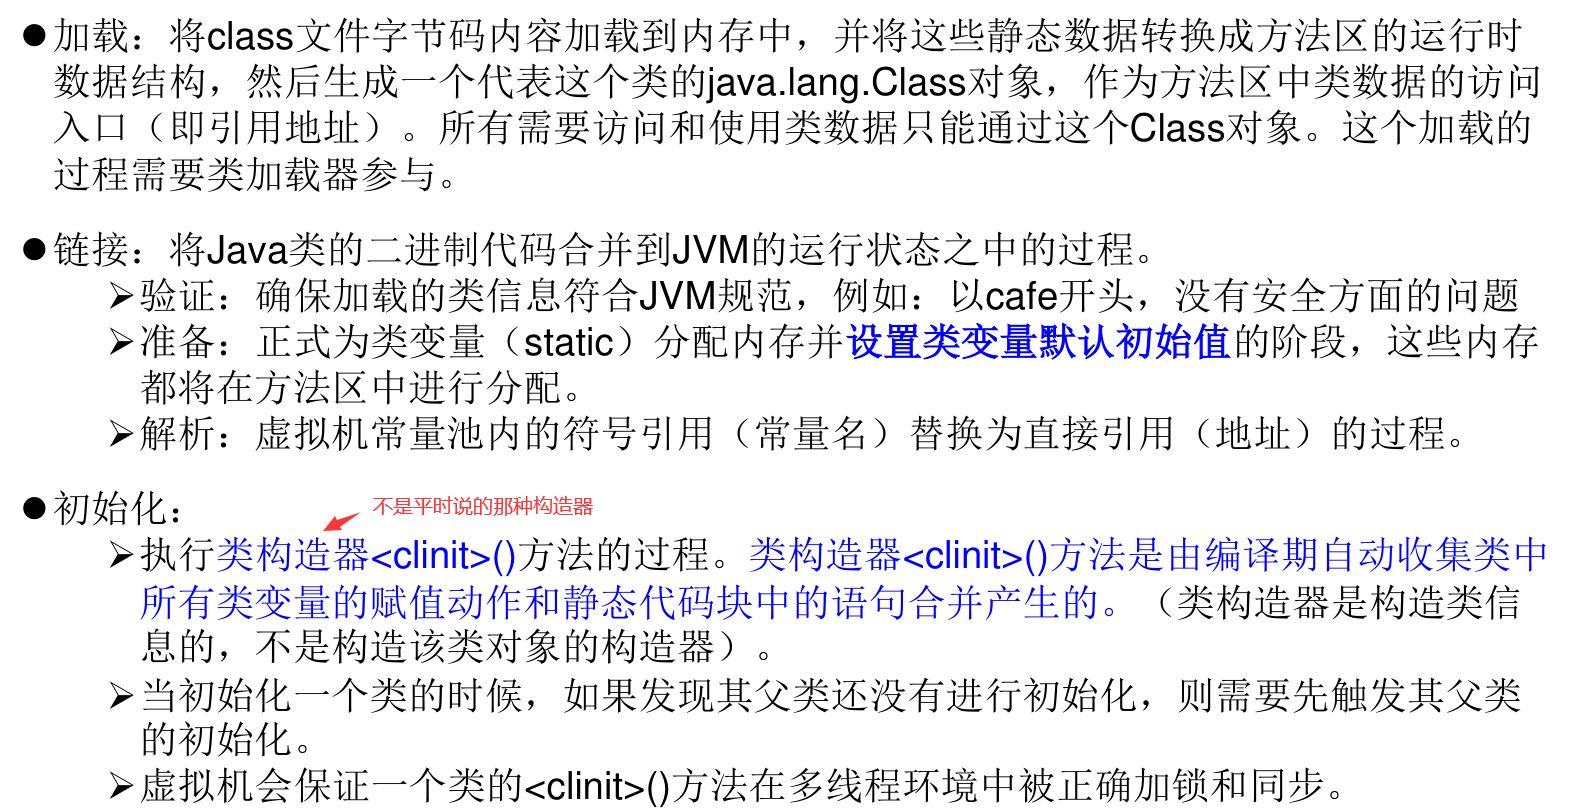 ●加载：将class文件字节码内容加载到内存中，并将这些静态数据转换成方法区的运行时
数据结构，然后生成一个代表这个类的java.lang.Class对象，作为方法区中类数据的访问
入口（即引用地址）。所有需要访问和使用类数据只能通过这个Class对象。这个加载的
过程需要类加载器参与。
●链接：将Java类的二进制代码合并到JVM的运行状态之中的过程。
➢验证：确保加载的类信息符合JVM规范，例如：以cafe开头，没有安全方面的问题
➢准备：正式为类变量（static）分配内存并设置类变量默认初始值的阶段，这些内存
都将在方法区中进行分配。
➢解析：虚拟机常量池内的符号引用（常量名）替换为直接引用（地址）的过程。
●初始化：
不是平时说的那种构造器
➢执行类构造器<clinit>()方法的过程。类构造器<clinit>()方法是由编译期自动收集类中
所有类变量的赋值动作和静态代码块中的语句合并产生的。（类构造器是构造类信
息的，不是构造该类对象的构造器）。
➢当初始化一个类的时候，如果发现其父类还没有进行初始化，则需要先触发其父类
的初始化。
➢虚拟机会保证一个类的<clinit>()方法在多线程环境中被正确加锁和同步。